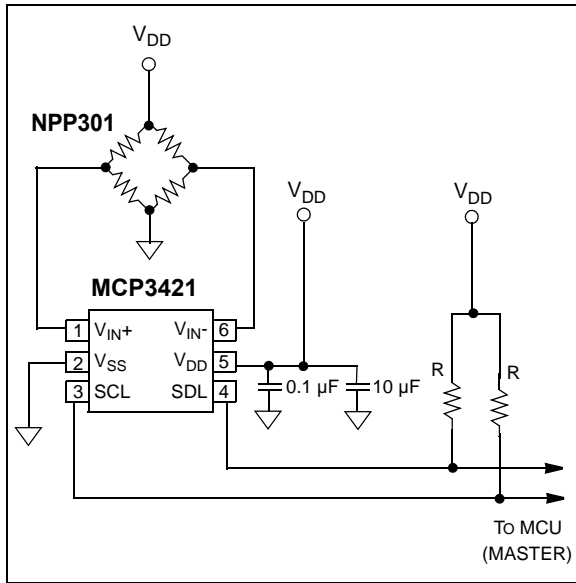 VDD
NPP301
VDD
VDD
MCP3421
1 VIN+ VIN- 6
2 VSS VDD 5
3 SCL SDL 4
0.1 µF
10 µF
R
R
TO MCU
(MASTER)